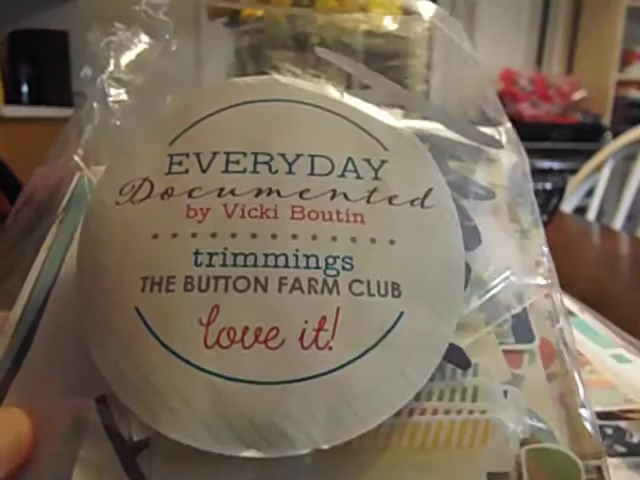 EVERYDAY
Documented
by Vicki Boutin
trimmings
THE BUTTON FARM CLUB
love it!